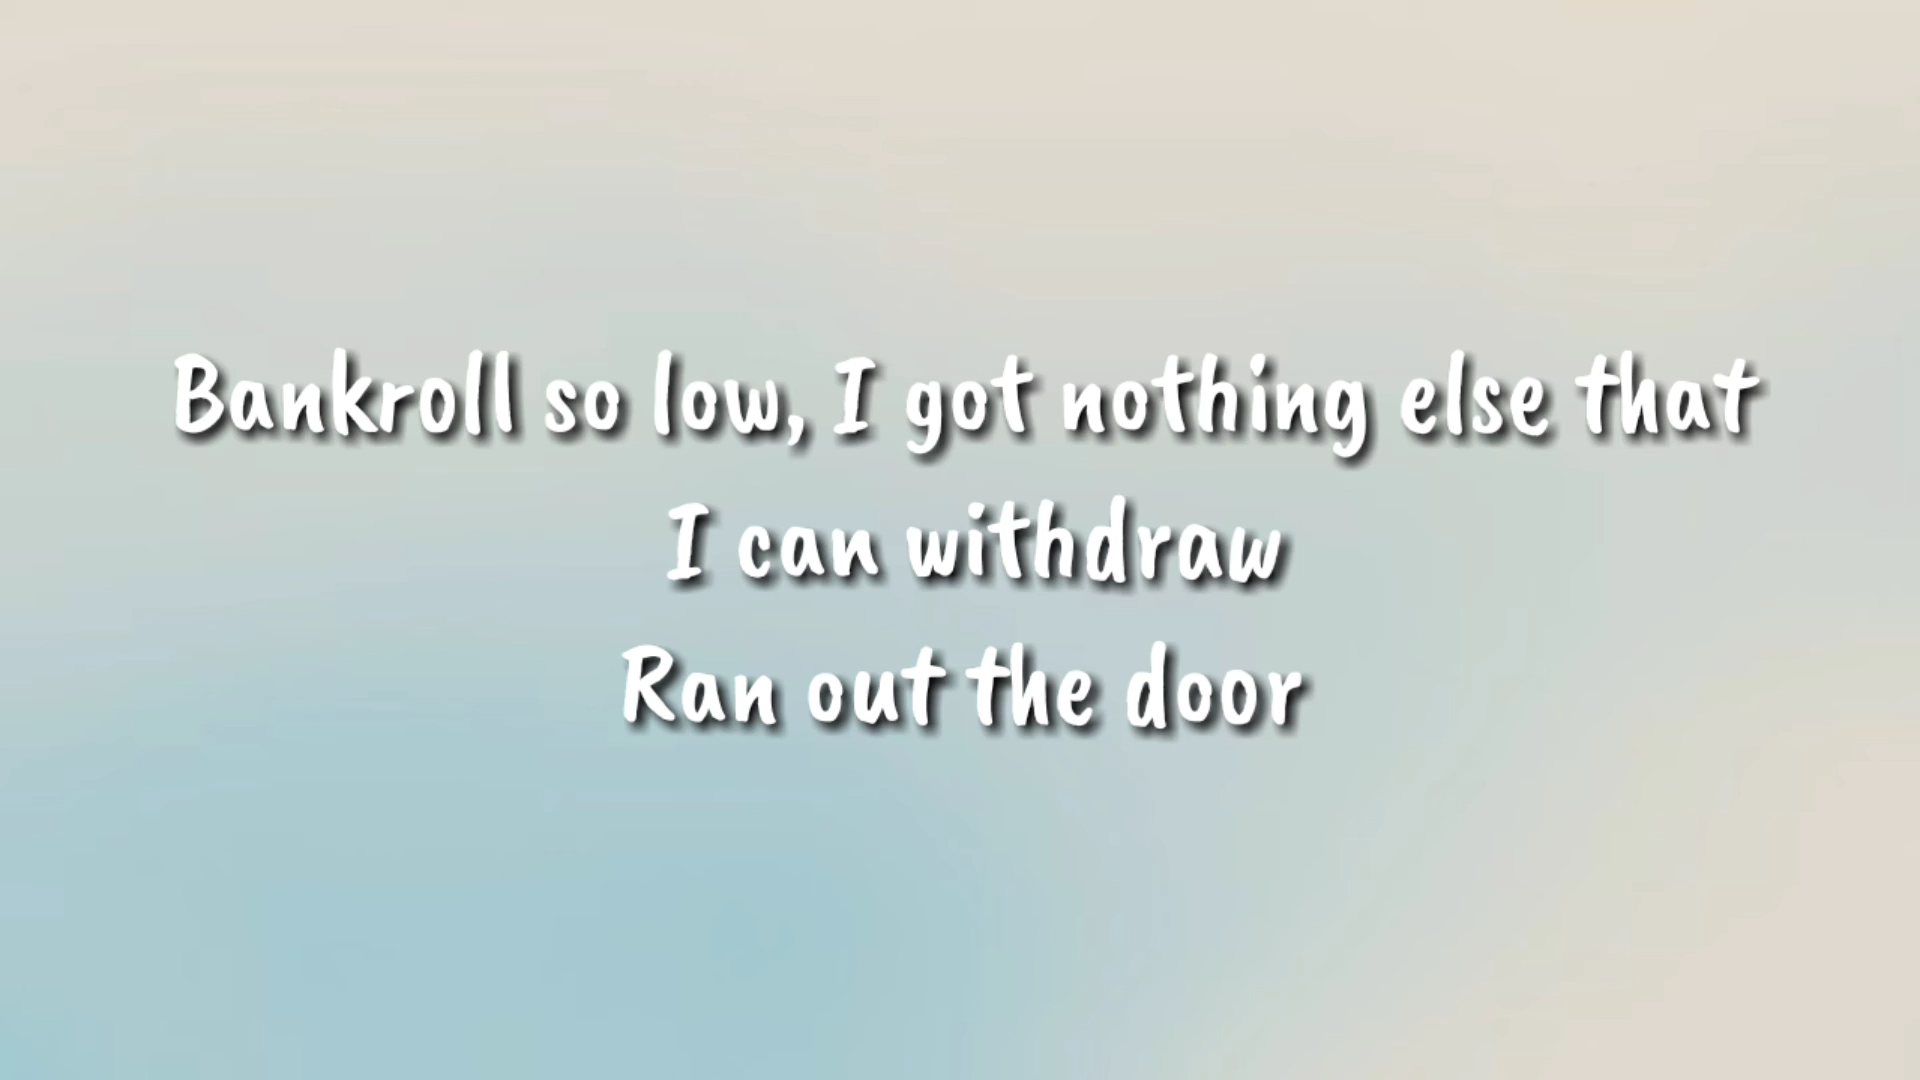 Bankroll so low, I got nothing else that
I can withdraw
Ran out the door